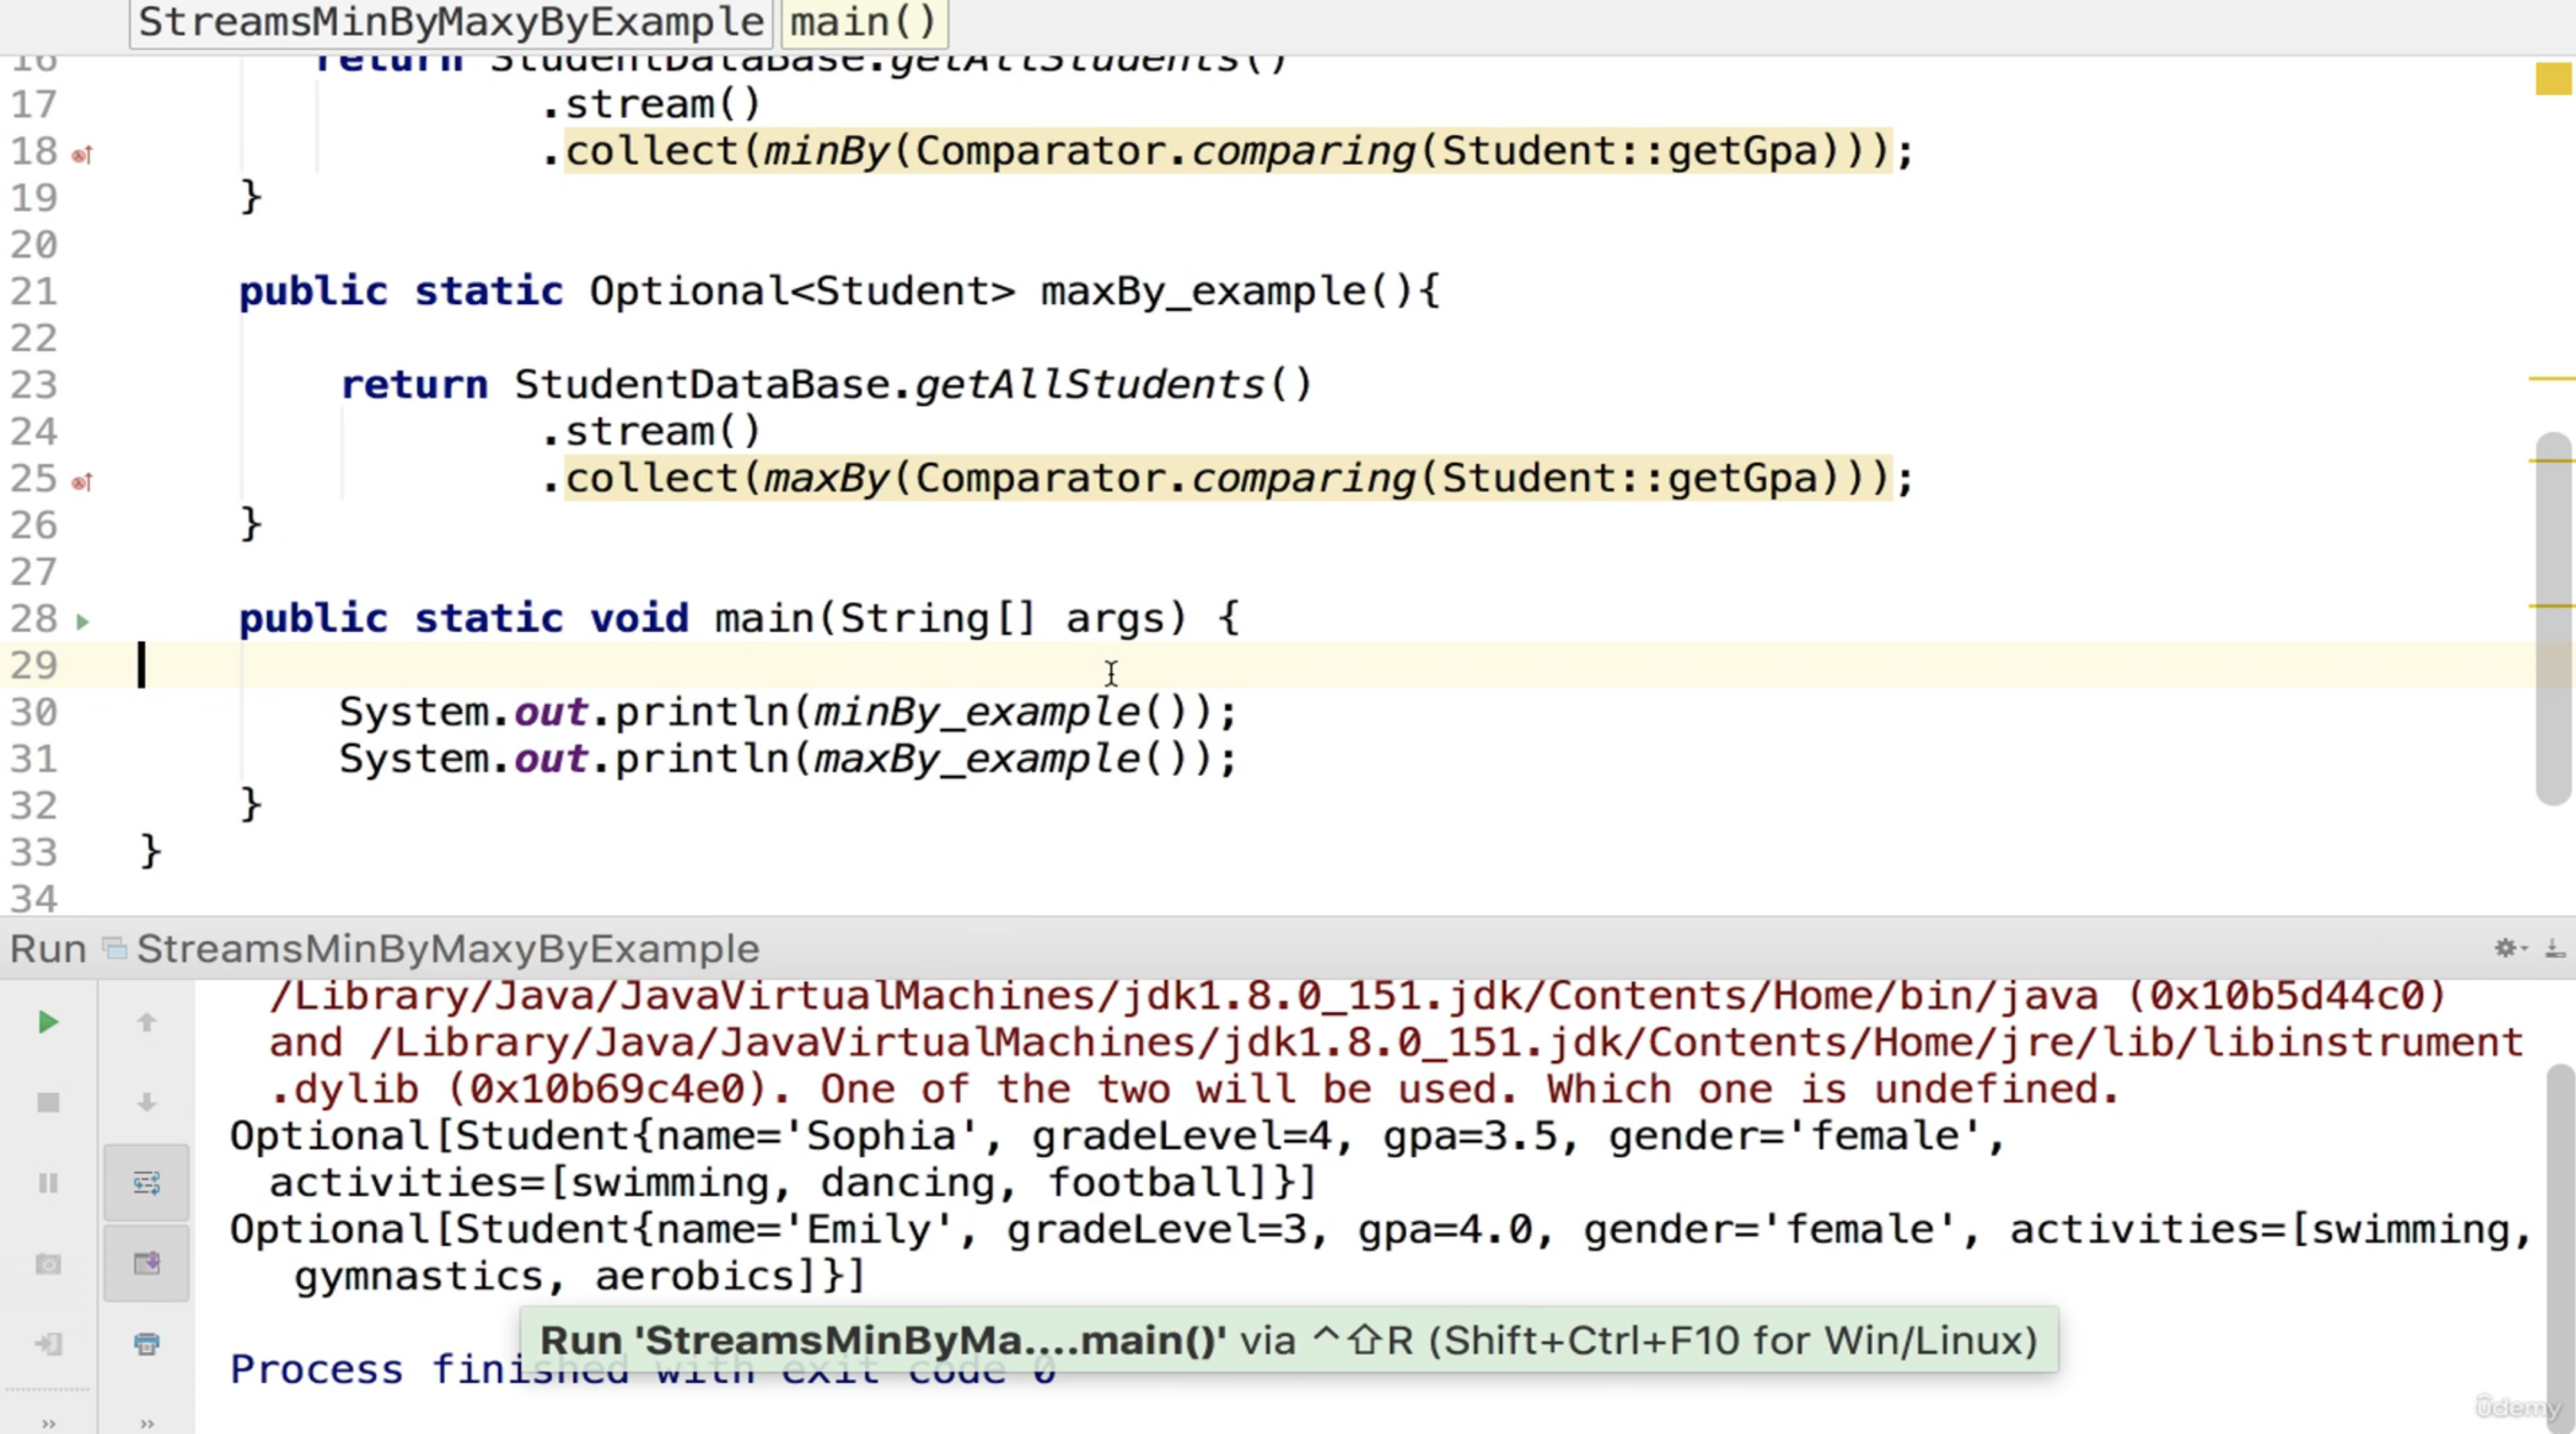 StreamsMinByMaxyByExample main()
16 return StudentDataBase.getAllStudents()
17 .stream()
18 .collect(minBy(Comparator.comparing(Student::getGpa)));
19 }
20
21 public static Optional<Student> maxBy_example(){
22
23 return StudentDataBase.getAllStudents()
24 .stream()
25 .collect(maxBy(Comparator.comparing(Student::getGpa)));
26 }
27
28 public static void main(String[] args) {
29
30 System.out.println(minBy_example());
31 System.out.println(maxBy_example());
32 }
33 }
34
Run StreamsMinByMaxyByExample
/Library/Java/JavaVirtualMachines/jdk1.8.0_151.jdk/Contents/Home/bin/java (0x10b5d44c0)
and /Library/Java/JavaVirtualMachines/jdk1.8.0_151.jdk/Contents/Home/jre/lib/libinstrument
.dylib (0x10b69c4e0). One of the two will be used. Which one is undefined.
Optional[Student{name='Sophia', gradeLevel=4, gpa=3.5, gender='female',
activities=[swimming, dancing, football]}]
Optional[Student{name='Emily', gradeLevel=3, gpa=4.0, gender='female', activities=[swimming,
gymnastics, aerobics]}]
Run 'StreamsMinByMa....main()' via ^⇧R (Shift+Ctrl+F10 for Win/Linux)
Process finished with exit code 0
ûdemy